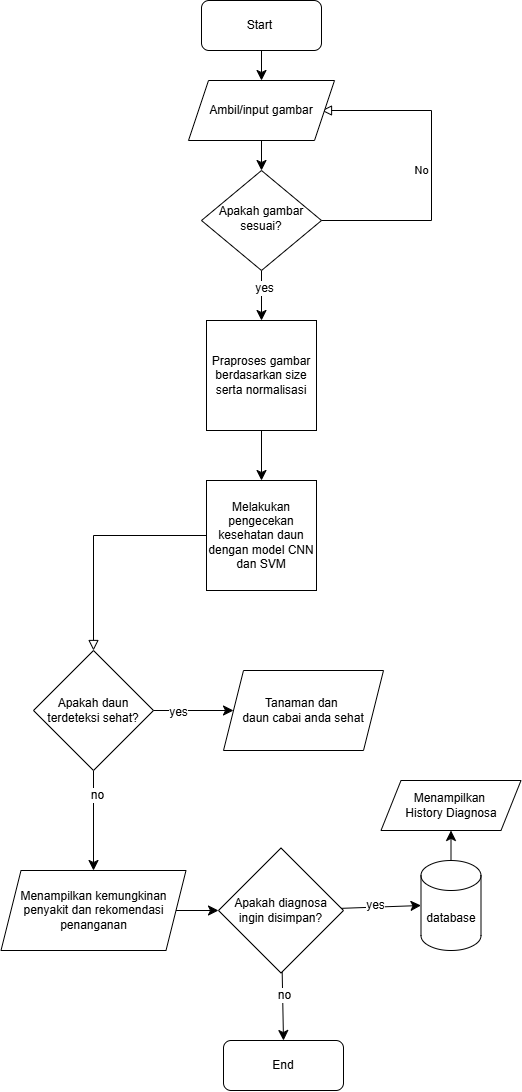 Start
Ambil/input gambar
No
Apakah gambar
sesuai?
yes
Praproses gambar
berdasarkan size
serta normalisasi
Melakukan
pengecekan
kesehatan daun
dengan model CNN
dan SVM
Apakah daun
terdeteksi sehat?
yes
Tanaman dan
daun cabai anda sehat
no
Menampilkan
History Diagnosa
Menampilkan kemungkinan
penyakit dan rekomendasi
penanganan
Apakah diagnosa
ingin disimpan?
yes
database
no
End